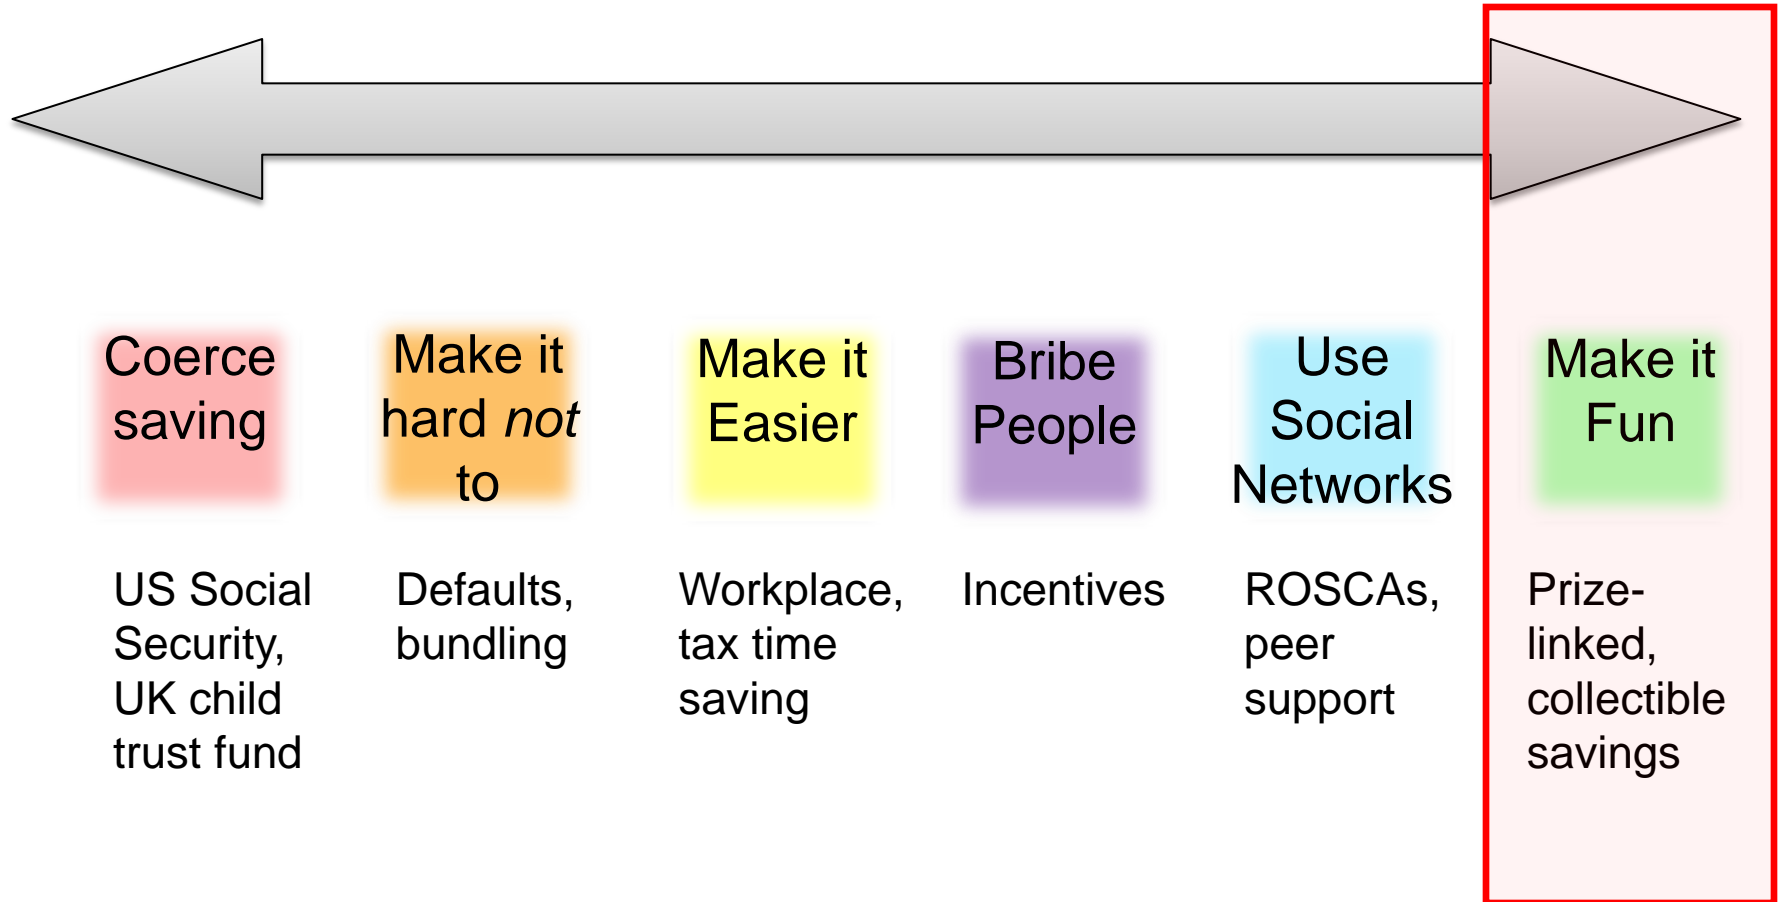 Coerce
saving
Make it
hard not
to
Make it
Easier
Bribe
People
Use
Social
Networks
Make it
Fun
US Social
Security,
UK child
trust fund
Defaults,
bundling
Workplace,
tax time
saving
Incentives
ROSCAs,
peer
support
Prize-
linked,
collectible
savings